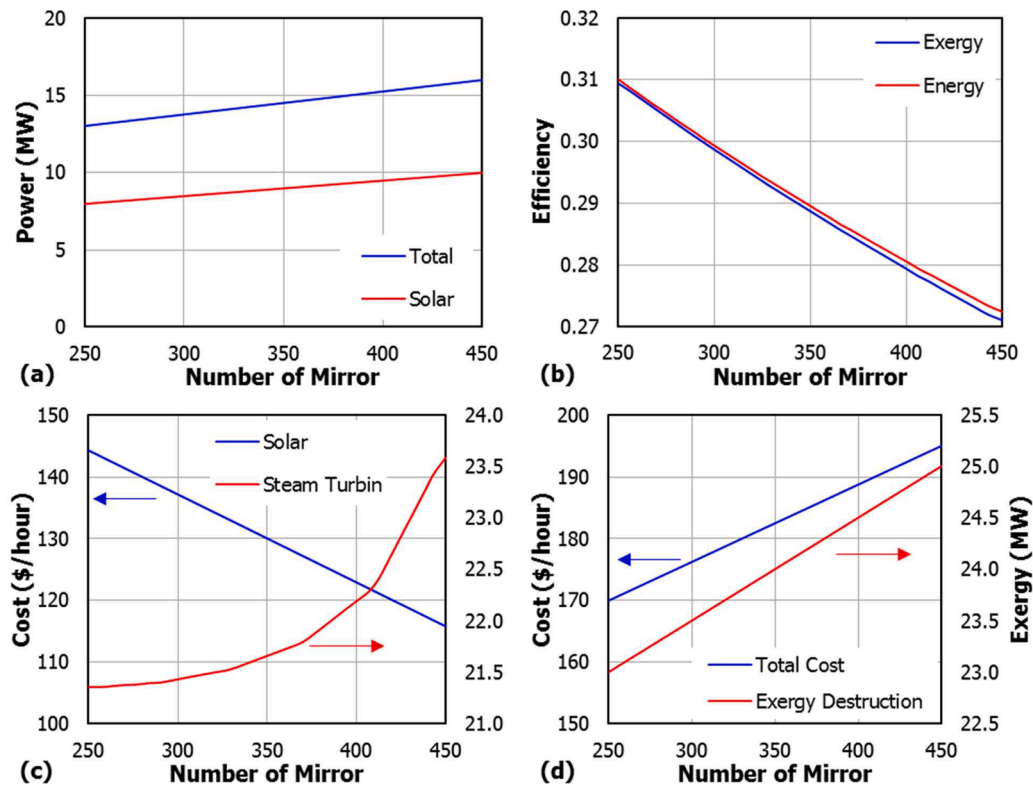 20
15
10
5
0
Power (MW)
Total
Solar
250
300
350
400
450
(a)
Number of Mirror
0.32
0.31
0.30
0.29
0.28
0.27
Efficiency
Exergy
Energy
250
300
350
400
450
(b)
Number of Mirror
150
140
130
120
110
100
Cost ($/hour)
Solar
Steam Turbin
24.0
23.5
23.0
22.5
22.0
21.5
21.0
250
300
350
400
450
(c)
Number of Mirror
200
190
180
170
160
150
Cost ($/hour)
Total Cost
Exergy Destruction
25.5
25.0
24.5
24.0
23.5
23.0
22.5
Exergy (MW)
250
300
350
400
450
(d)
Number of Mirror